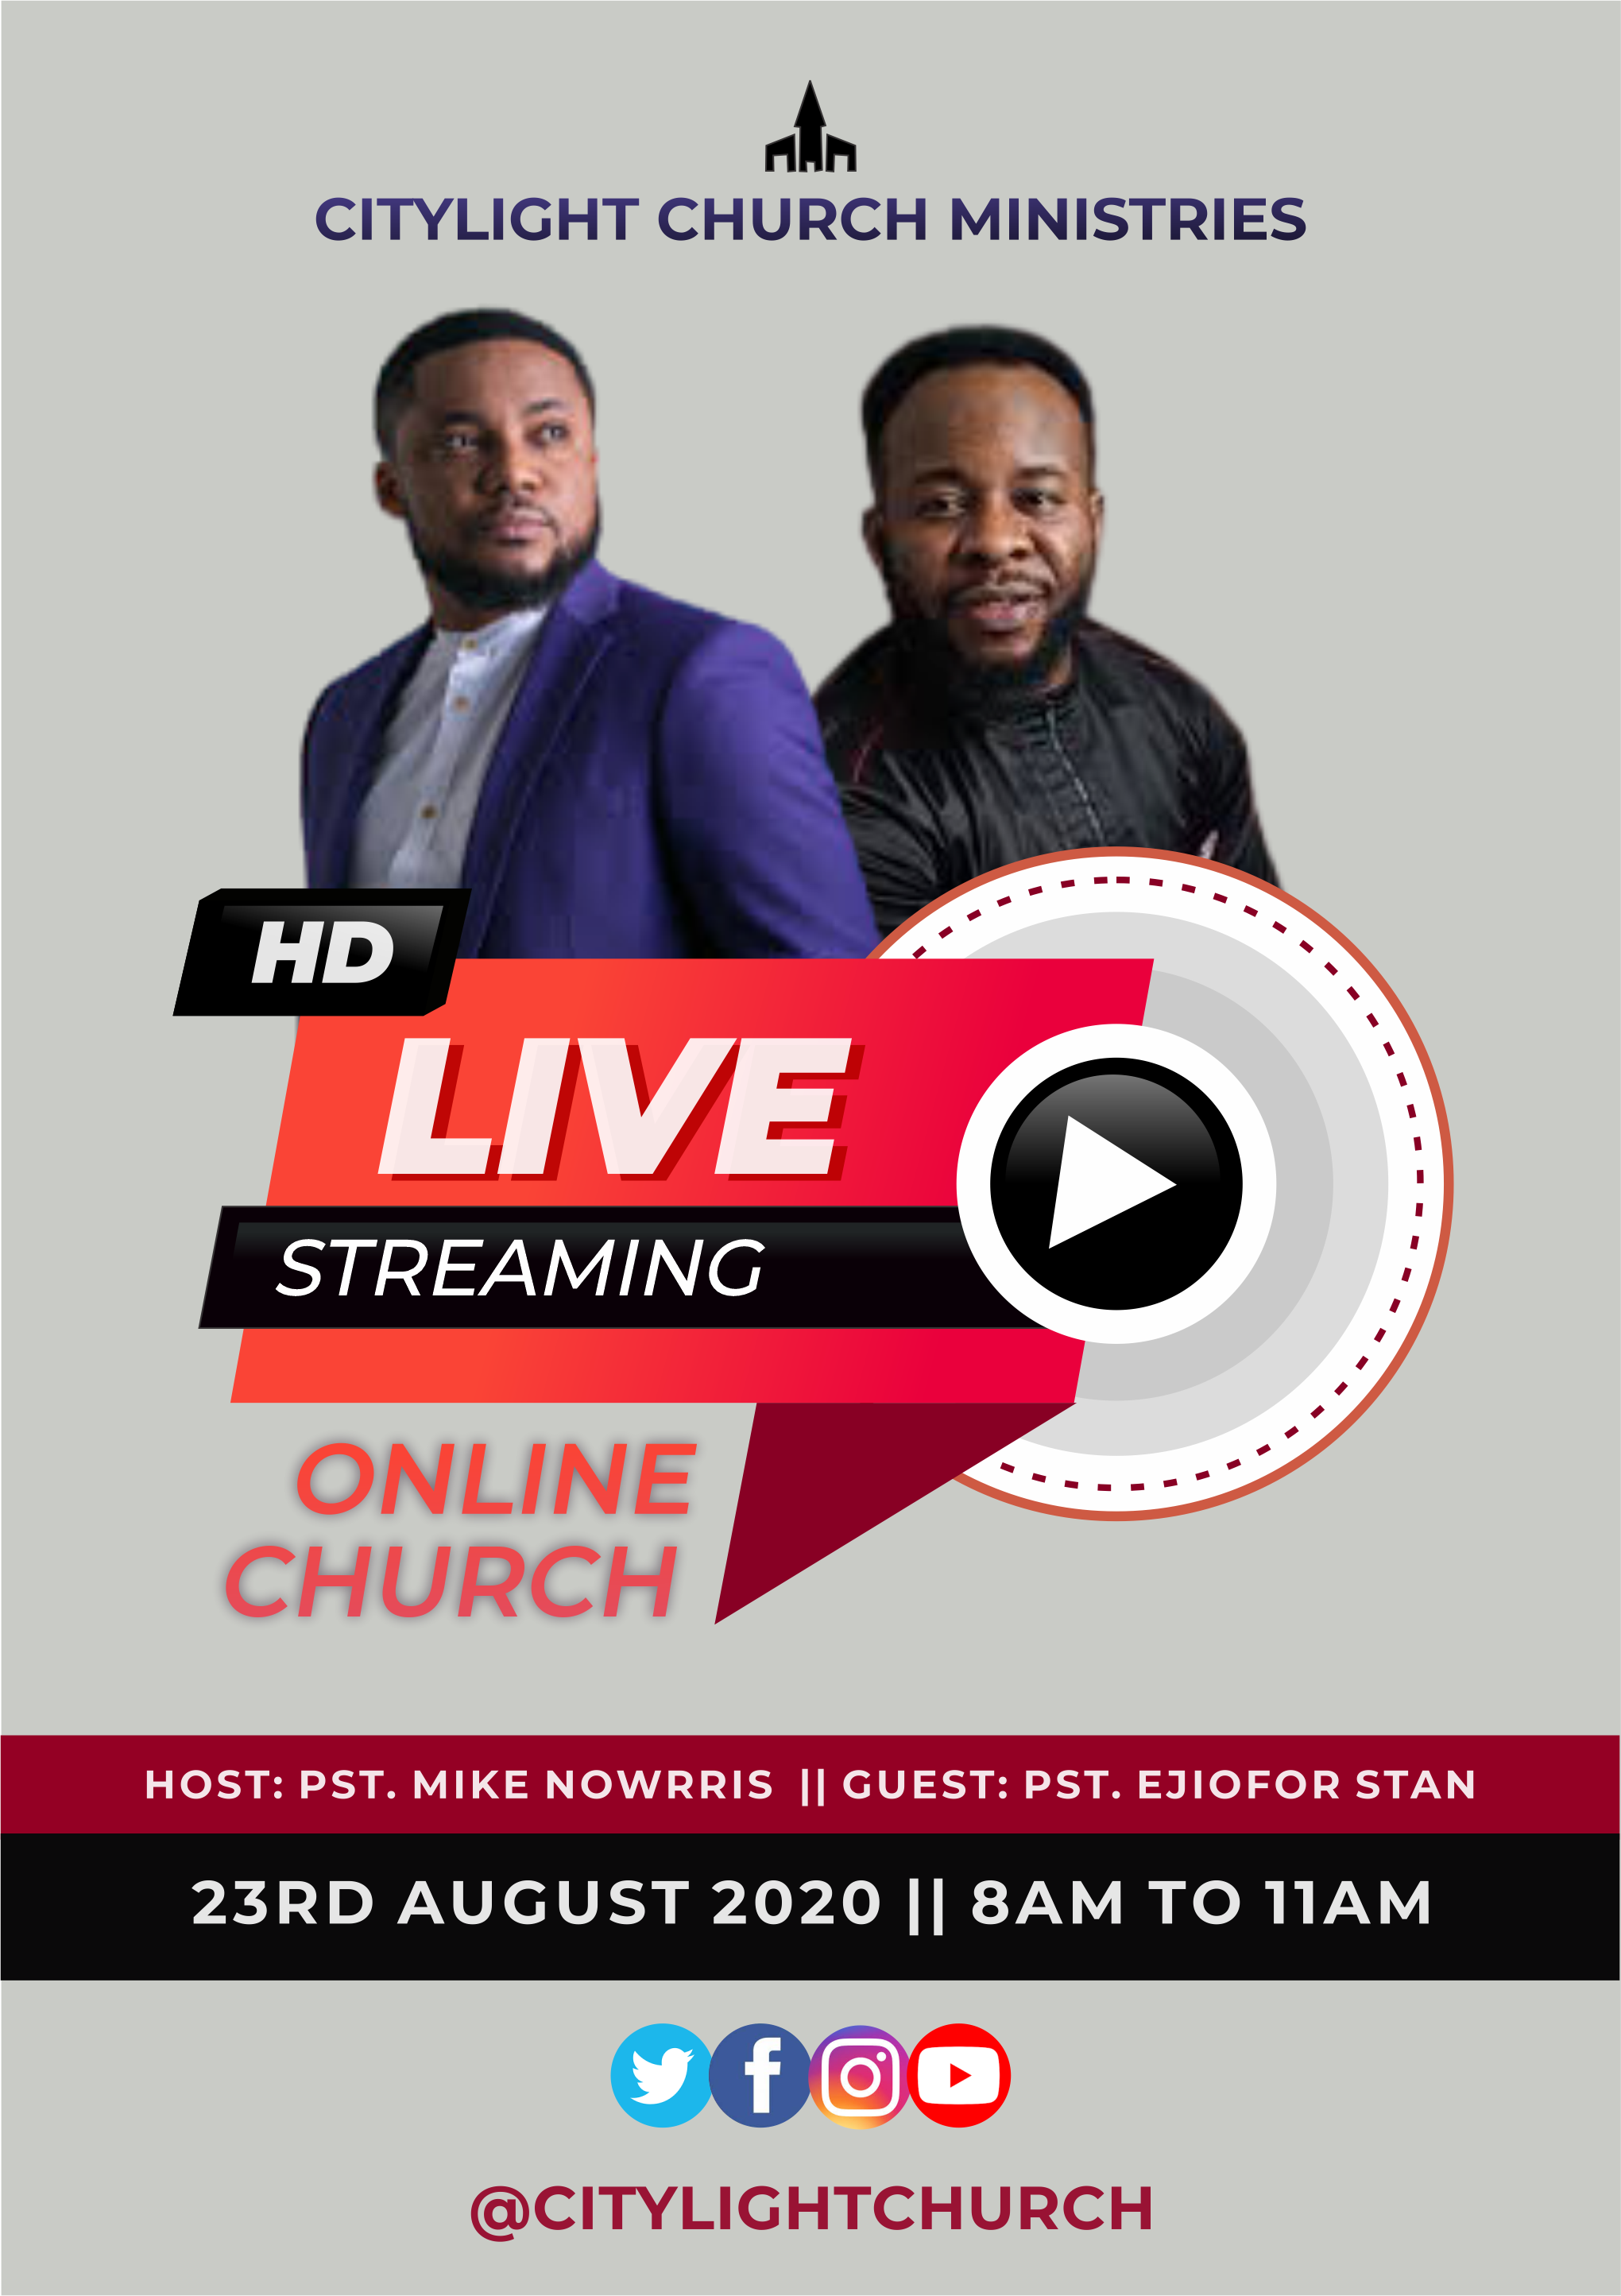 CITYLIGHT CHURCH MINISTRIES
HD
LIVE
STREAMING
ONLINE
CHURCH
HOST: PST. MIKE NOWRRIS || GUEST: PST. EJIOFOR STAN
23RD AUGUST 2020 || 8AM TO 11AM
@CITYLIGHTCHURCH